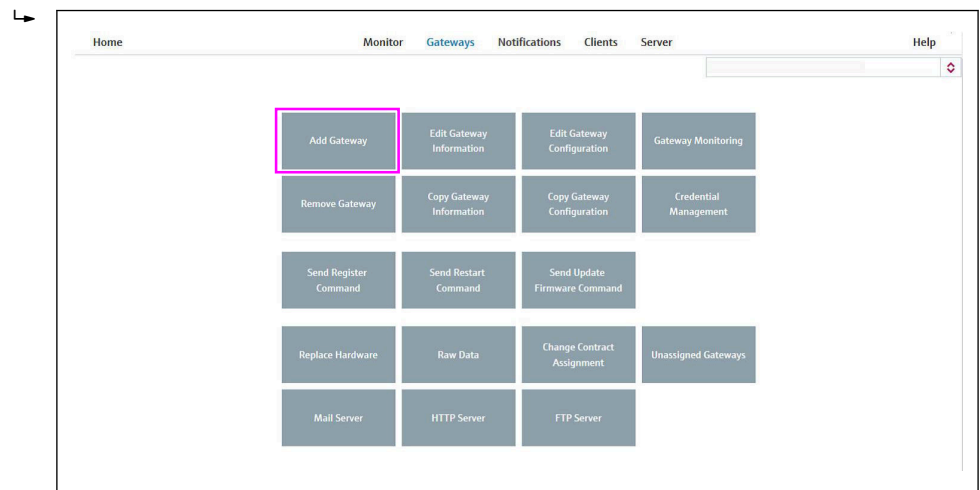 Home Monitor Gateways Notifications Clients Server Help
Add Gateway
Edit Gateway
Information
Edit Gateway
Configuration
Gateway Monitoring
Remove Gateway
Copy Gateway
Information
Copy Gateway
Configuration
Credential
Management
Send Register
Command
Send Restart
Command
Send Update
Firmware Command
Replace Hardware
Raw Data
Change Contract
Assignment
Unassigned Gateways
Mail Server
HTTP Server
FTP Server